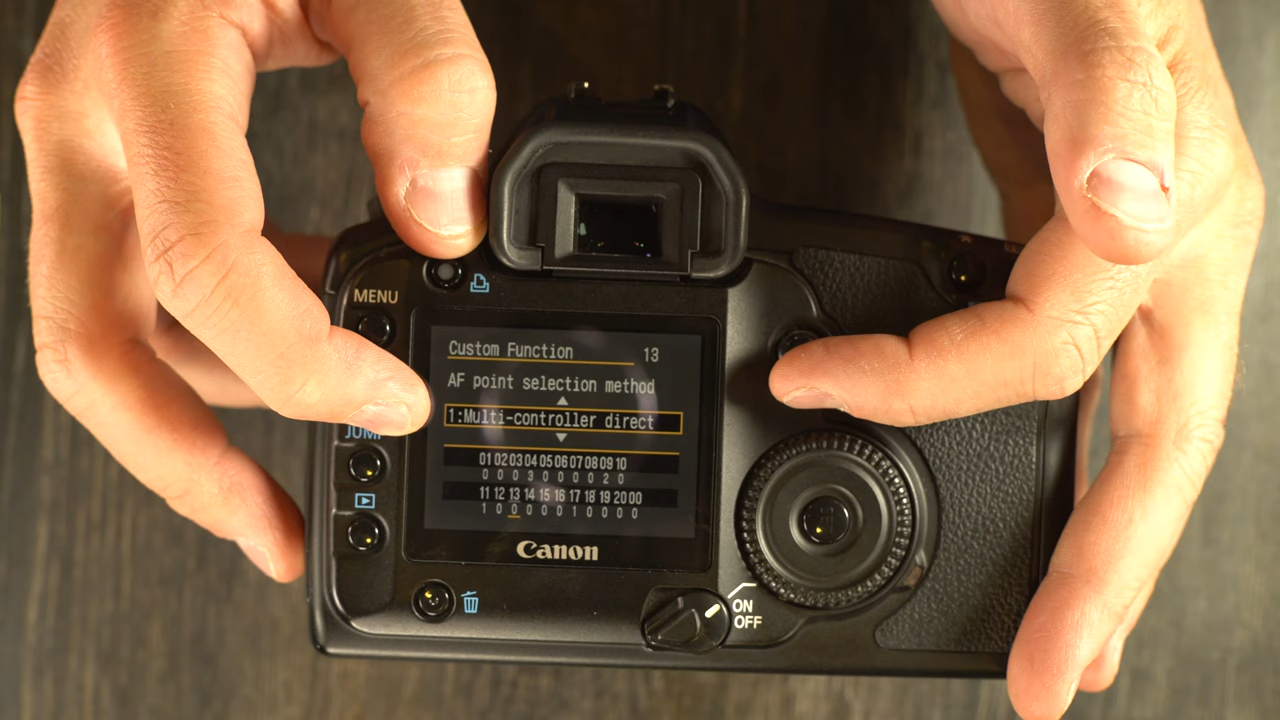 MENU
Custom Function 13
AF point selection method
1:Multi-controller direct
01 02 03 04 05 06 07 08 09 10
0 0 0 3 0 0 0 0 2 0
11 12 13 14 15 16 17 18 19 20 00
1 0 0 0 0 0 1 0 0 0 0
JUMP
Canon
ON
OFF